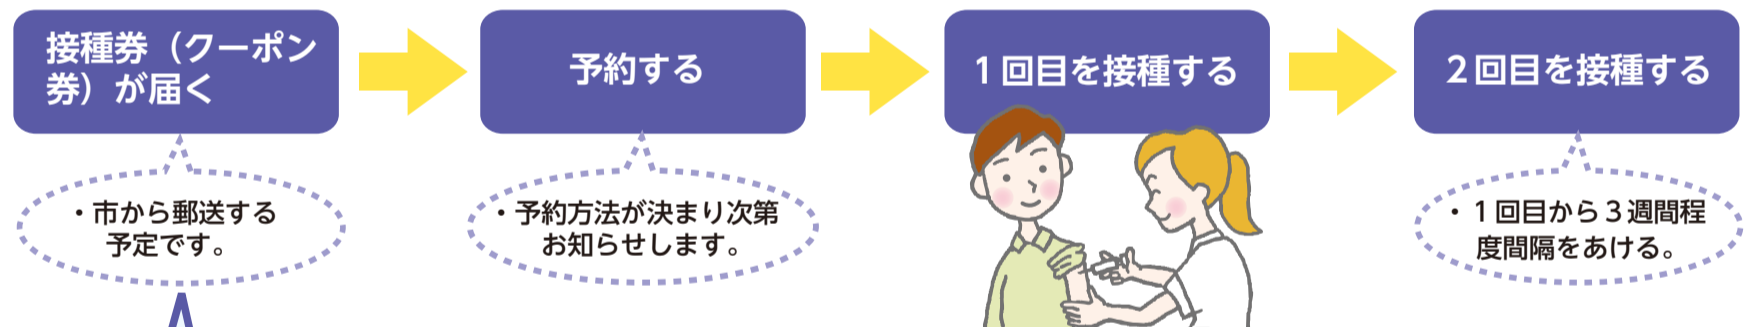 接種券（クーポン
券）が届く
予約する
１回目を接種する
２回目を接種する
・市から郵送する
予定です。
・予約方法が決まり次第
お知らせします。
・１回目から３週間程
度間隔をあける。